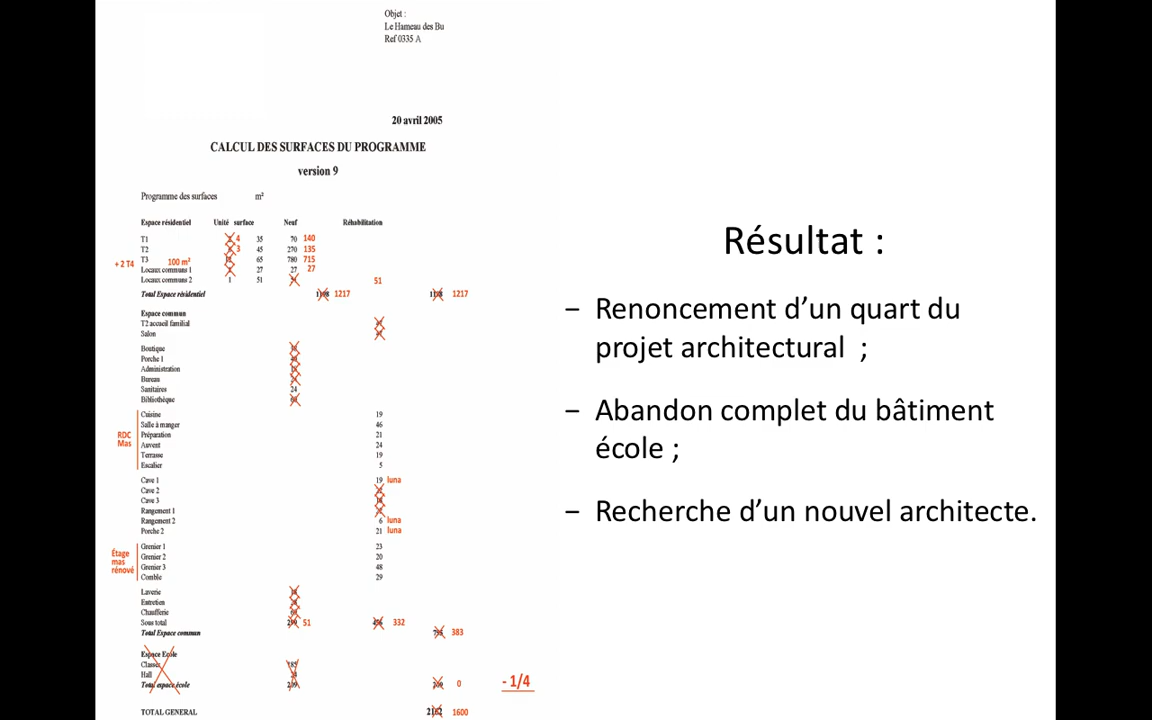 Objet :
Le Hameau des Bu
Ref 0335 A
20 avril 2005
CALCUL DES SURFACES DU PROGRAMME
version 9
Programme des surfaces m²
Espace résidentiel Unité surface Neuf Réhabilitation
T1 4 35 70 140
T2 3 45 270 135
T3 65 780 715
+ 2 T4 100 m²
Locaux communs 1 27 27 27
Locaux communs 2 1 51 51
Total Espace résidentiel 1217 1217
Espace commun
T2 accueil familial
Salon
Boutique
Porche 1
Administration
Bureau
Sanitaires 24
Bibliothèque
RDC
Mas
Cuisine 19
Salle à manger 46
Préparation 21
Auvent 24
Terrasse 19
Escalier 5
Cave 1 19 luna
Cave 2
Cave 3
Rangement 1
Rangement 2 6 luna
Porche 2 21 luna
Étage
mas
rénové
Grenier 1 23
Grenier 2 20
Grenier 3 48
Comble 29
Laverie
Entretien
Chaufferie
Sous total 51 332
Total Espace commun 383
Espace Ecole
Classes
Hall
Total espace école 0
- 1/4
TOTAL GENERAL 1600
Résultat :
– Renoncement d’un quart du
projet architectural ;
– Abandon complet du bâtiment
école ;
– Recherche d’un nouvel architecte.